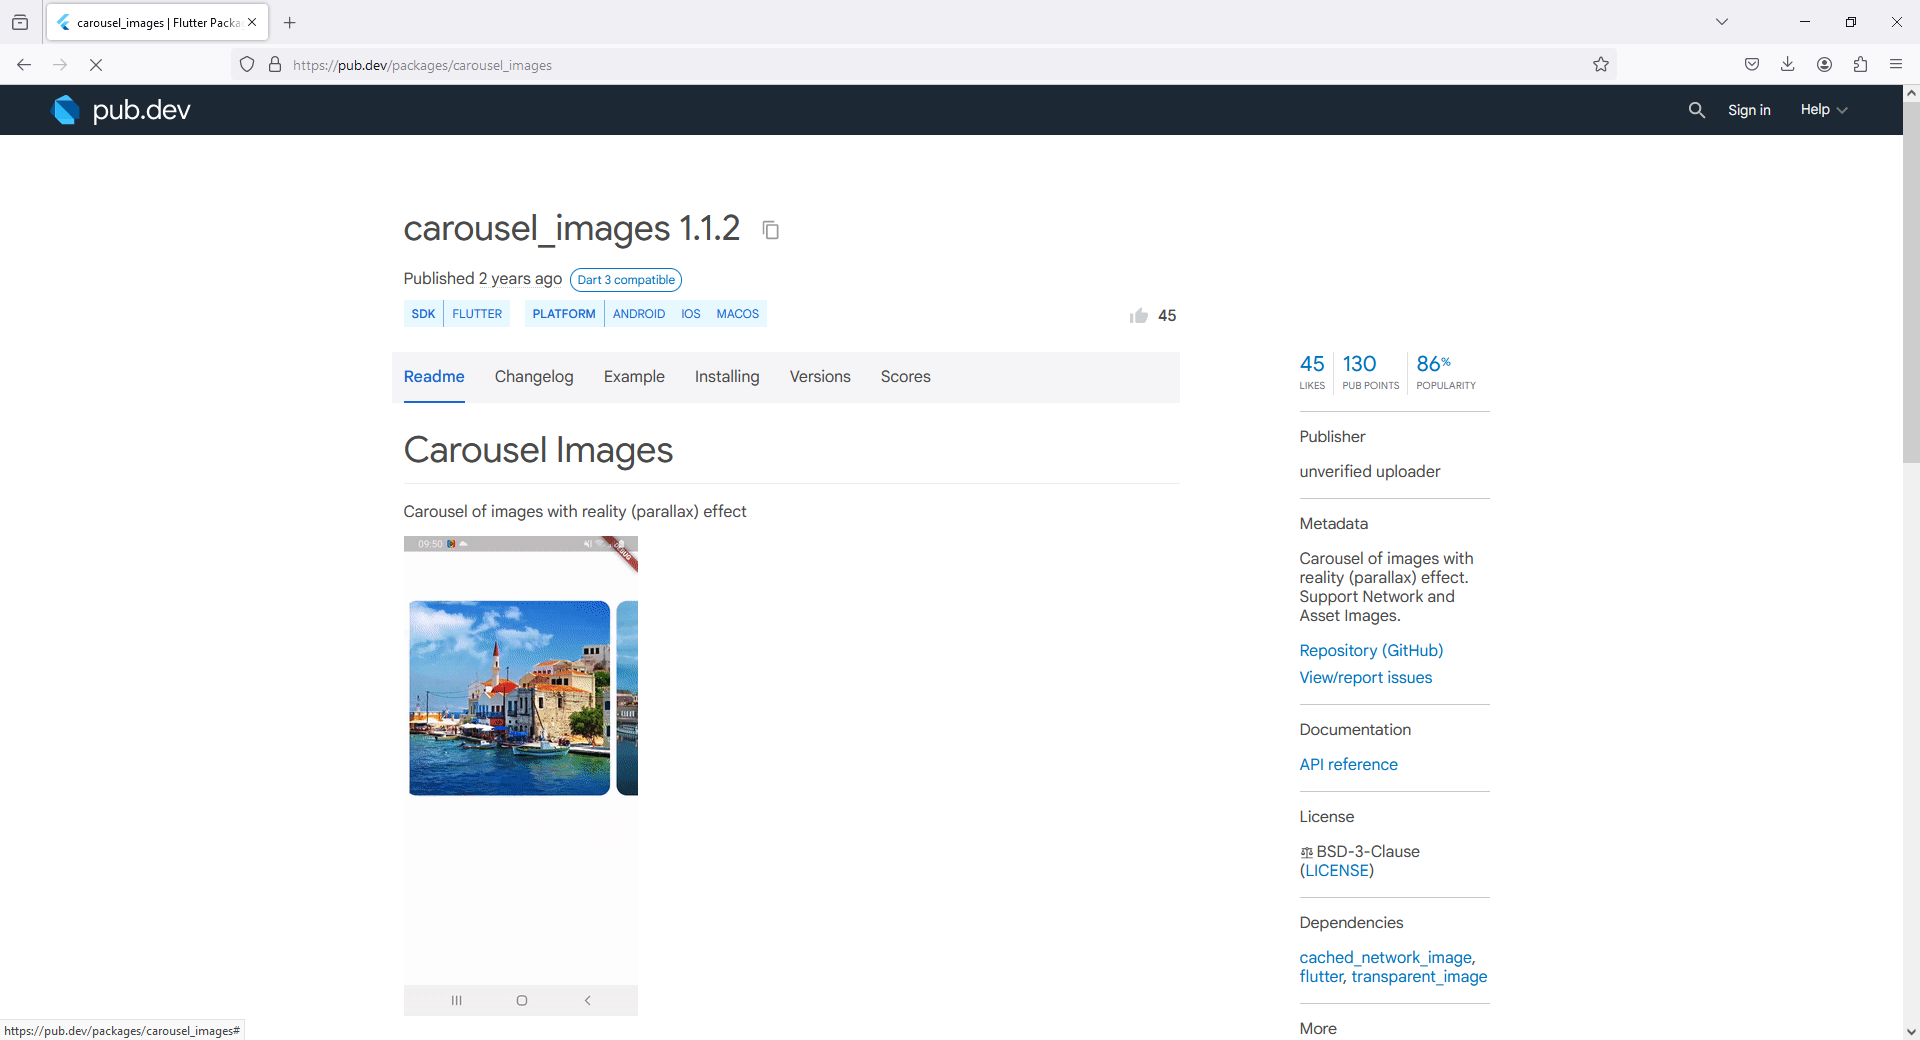 carousel_images | Flutter Packa
https://pub.dev/packages/carousel_images
pub.dev
Sign in
Help
carousel_images 1.1.2
Published 2 years ago
Dart 3 compatible
SDK
FLUTTER
PLATFORM
ANDROID
IOS
MACOS
45
Readme
Changelog
Example
Installing
Versions
Scores
Carousel Images
Carousel of images with reality (parallax) effect
09:50
45
LIKES
130
PUB POINTS
86%
POPULARITY
Publisher
unverified uploader
Metadata
Carousel of images with
reality (parallax) effect.
Support Network and
Asset Images.
Repository (GitHub)
View/report issues
Documentation
API reference
License
BSD-3-Clause
(LICENSE)
Dependencies
cached_network_image,
flutter, transparent_image
More
https://pub.dev/packages/carousel_images#